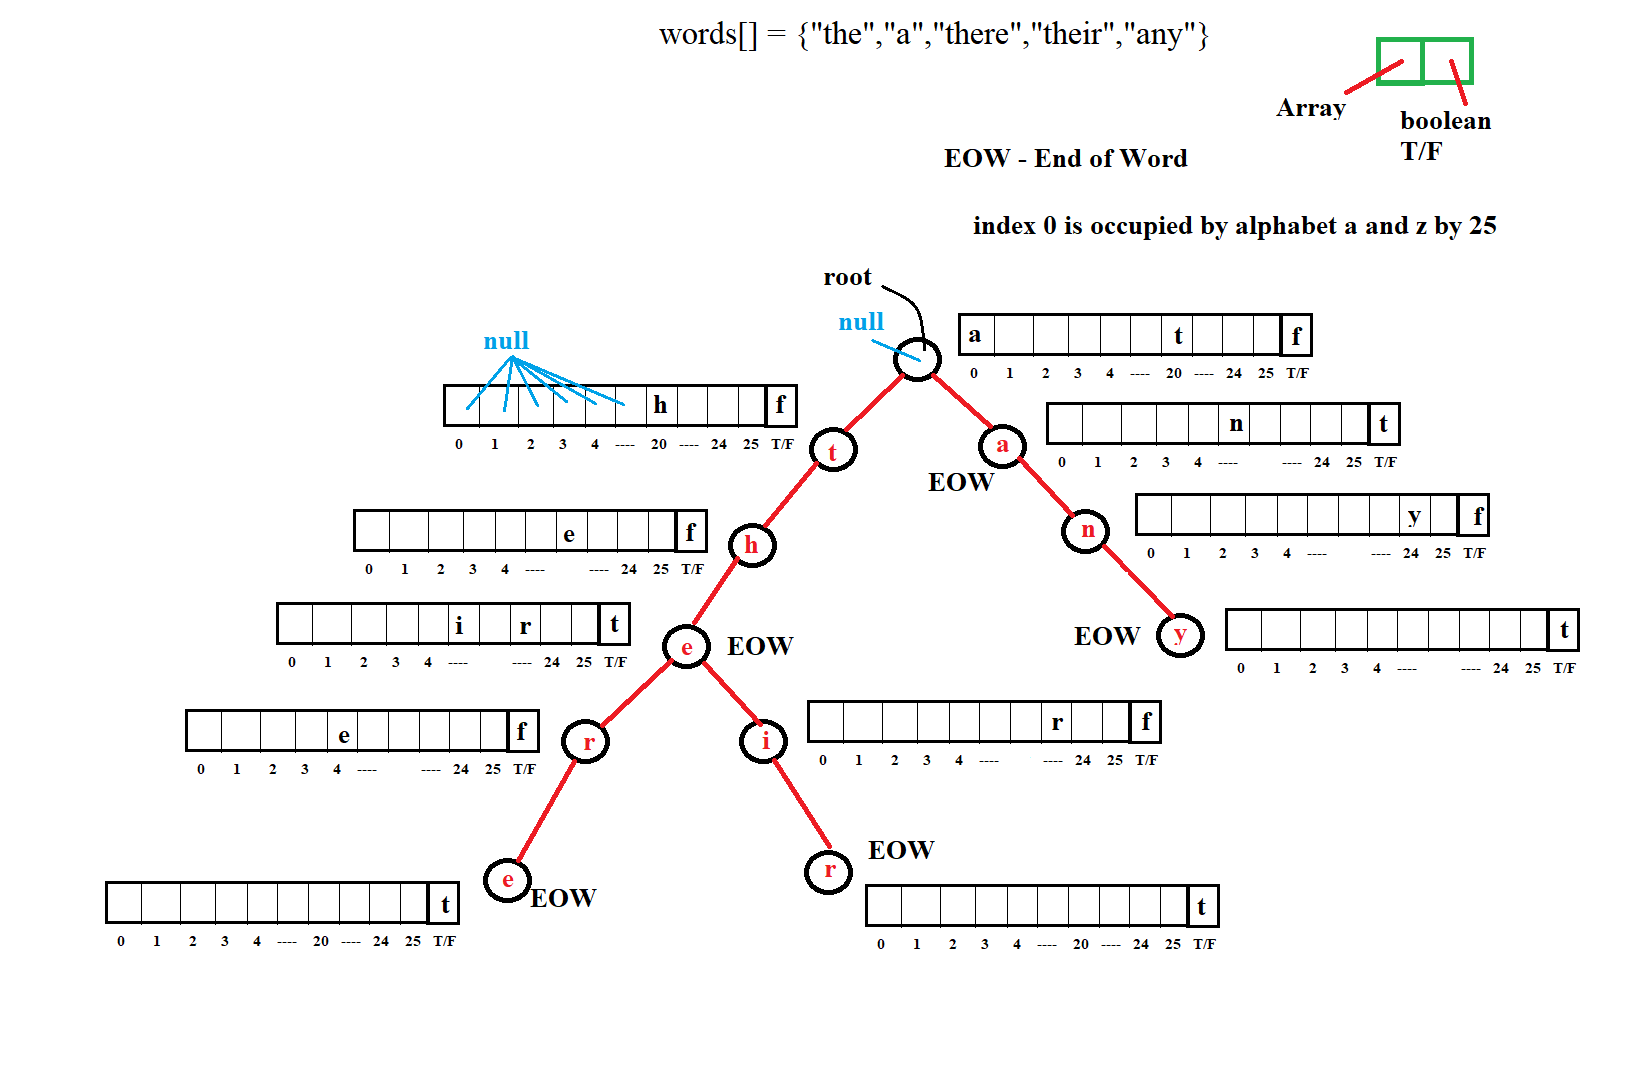 words[] = {"the","a","there","their","any"}
Array
boolean
T/F
EOW - End of Word
index 0 is occupied by alphabet a and z by 25
root
null
a t f
0 1 2 3 4 ---- 20 ---- 24 25 T/F
null
h f
0 1 2 3 4 ---- 20 ---- 24 25 T/F
t
a
EOW
n t
0 1 2 3 4 ---- ---- 24 25 T/F
e f
0 1 2 3 4 ---- ---- 24 25 T/F
h
n
y f
0 1 2 3 4 ---- ---- 24 25 T/F
i r t
0 1 2 3 4 ---- ---- 24 25 T/F
e
EOW
EOW
y
t
0 1 2 3 4 ---- ---- 24 25 T/F
e f
0 1 2 3 4 ---- ---- 24 25 T/F
r
i
r f
0 1 2 3 4 ---- ---- 24 25 T/F
t
0 1 2 3 4 ---- 20 ---- 24 25 T/F
e
EOW
r
EOW
t
0 1 2 3 4 ---- 20 ---- 24 25 T/F